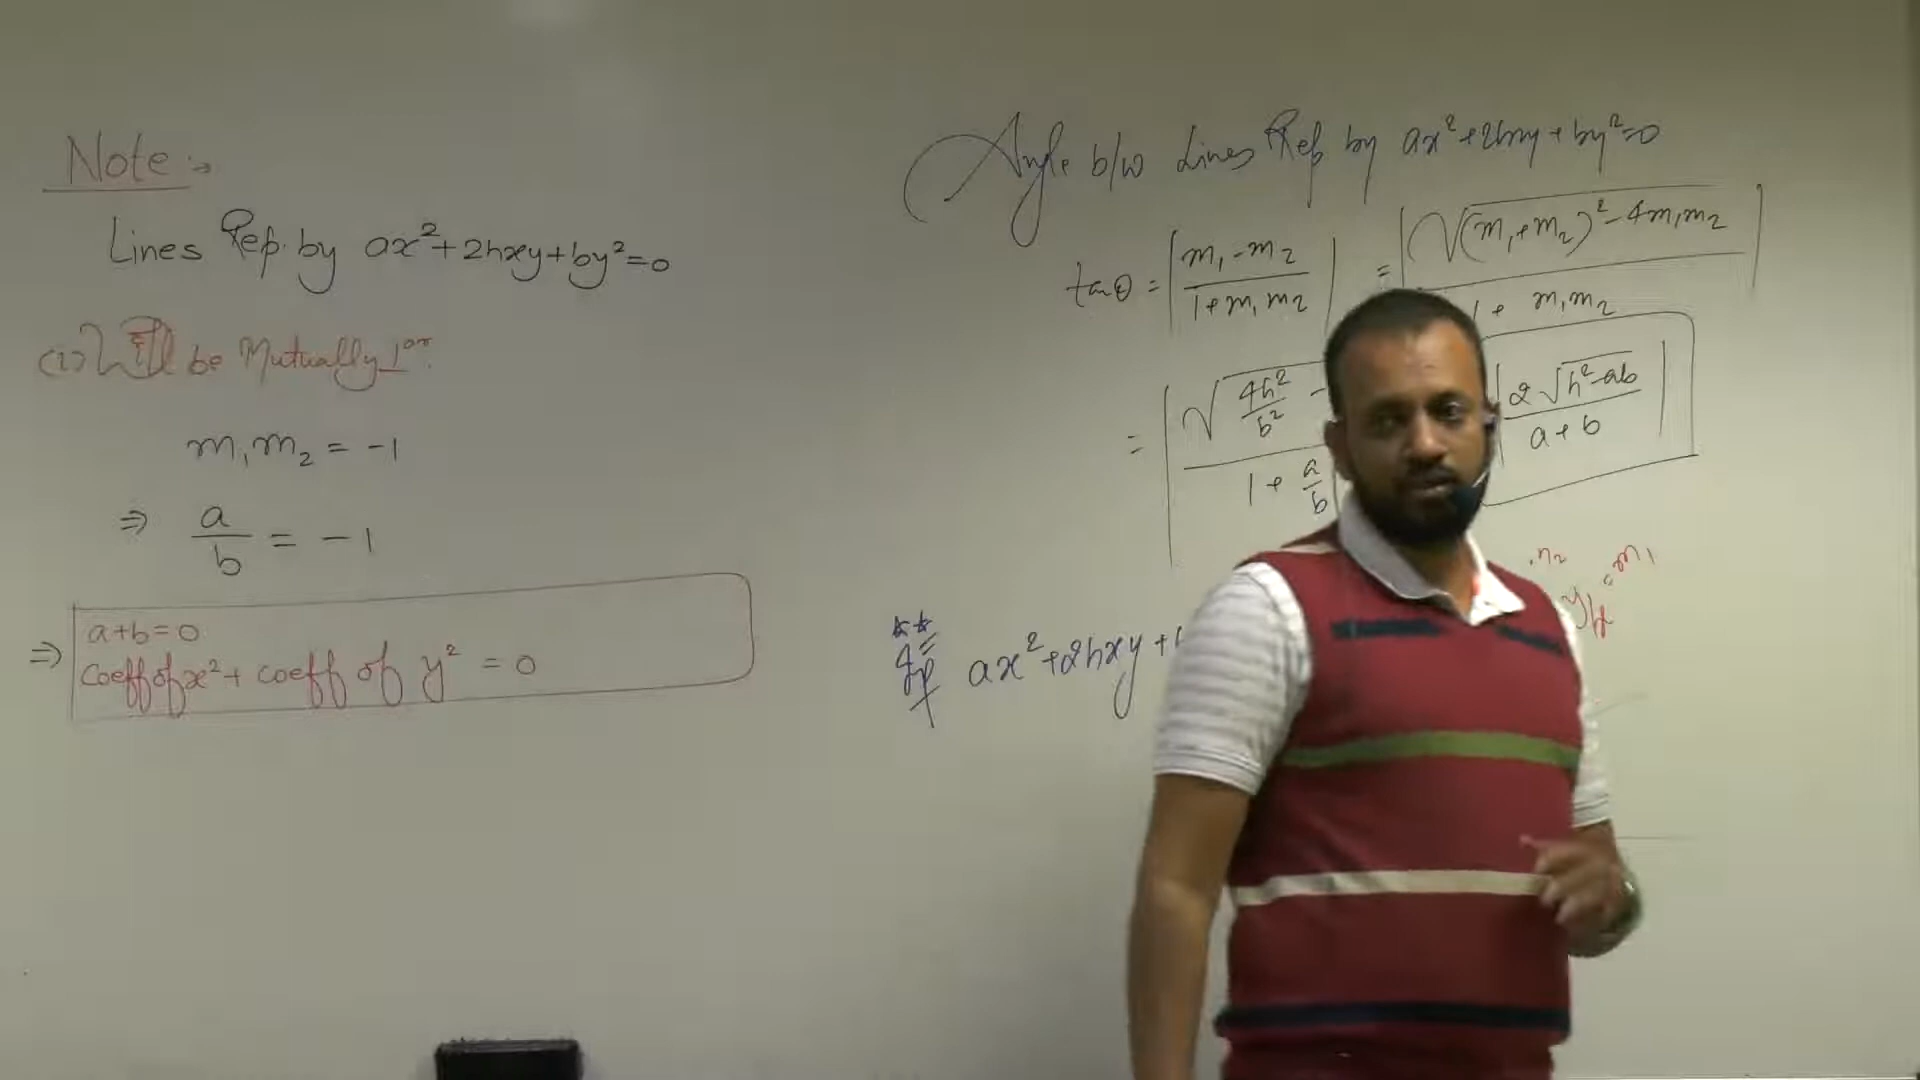 Note :-
Lines Rep. by ax²+2hxy+by²=0
(1) Will be Mutually ⊥or.
m₁m₂ = -1
⇒ a/b = -1
⇒ a+b=0
Coeff of x² + coeff of y² = 0
Angle b/w Lines Rep by ax²+2hxy+by²=0
tanθ = |(m₁-m₂)/(1+m₁m₂)| = |√((m₁+m₂)²-4m₁m₂)/(1+m₁m₂)|
= |√(4h²/b² - 1+a/b |2√(h²-ab)/(a+b)|
If ax²+2hxy+